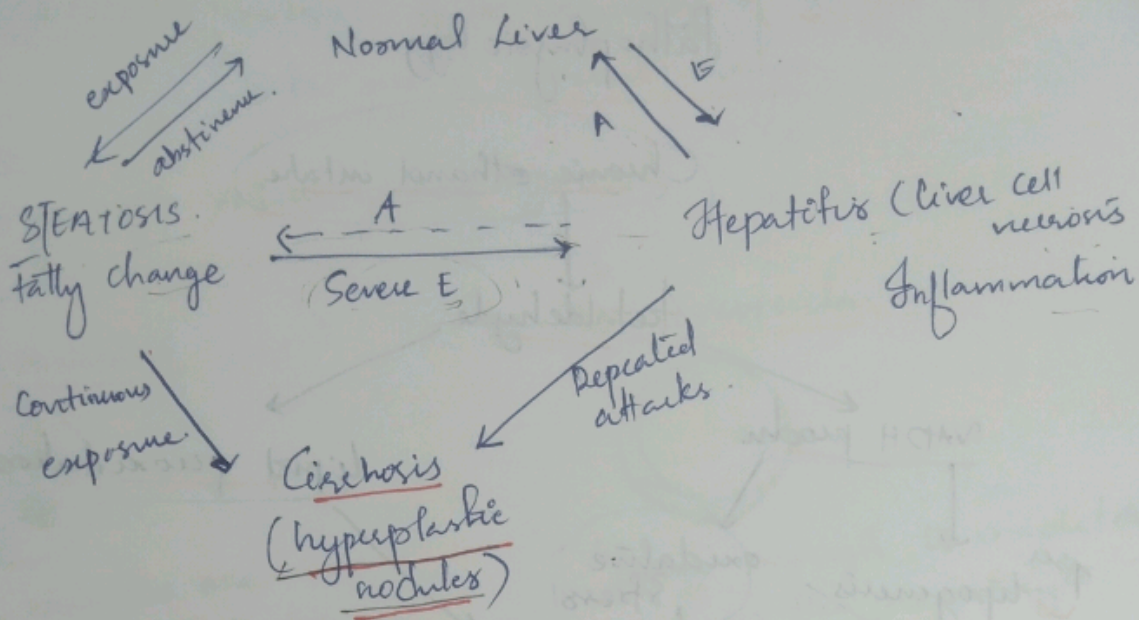 Normal Liver
exposure
abstinence.
E
A
STEATOSIS.
Fatty change
A
Severe E
Hepatitis (Liver cell
necrosis
Inflammation
Continuous
exposure.
Repeated
attacks.
Cirrhosis
(hyperplastic
nodules)